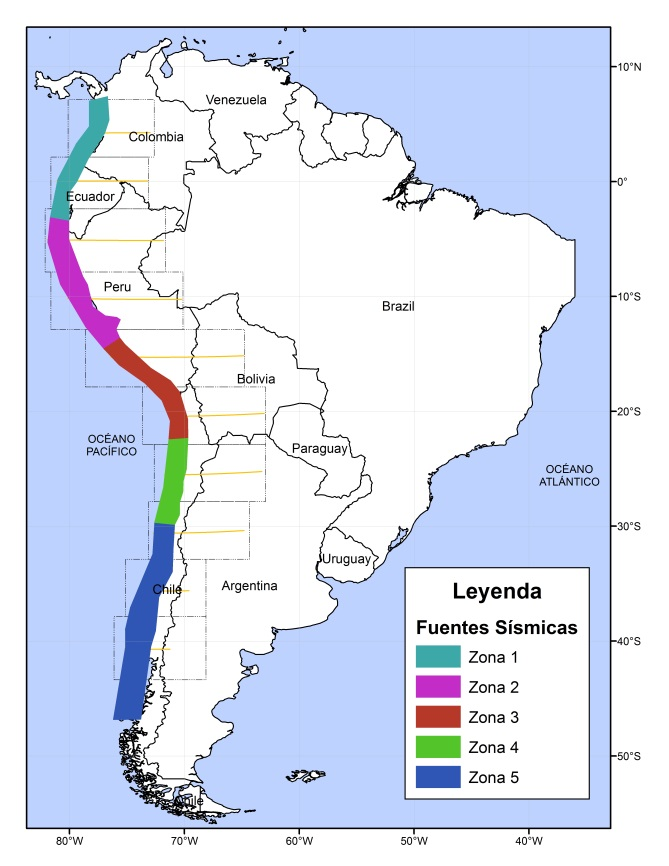 10°N
Venezuela
Colombia
0°
Ecuador
Peru
10°S
Brazil
Bolivia
20°S
OCÉANO
PACÍFICO
Paraguay
OCÉANO
ATLÁNTICO
30°S
Uruguay
Chile
Argentina
Leyenda
Fuentes Sísmicas
Zona 1
40°S
Zona 2
Zona 3
Zona 4
50°S
Zona 5
Chile
80°W
70°W
60°W
50°W
40°W